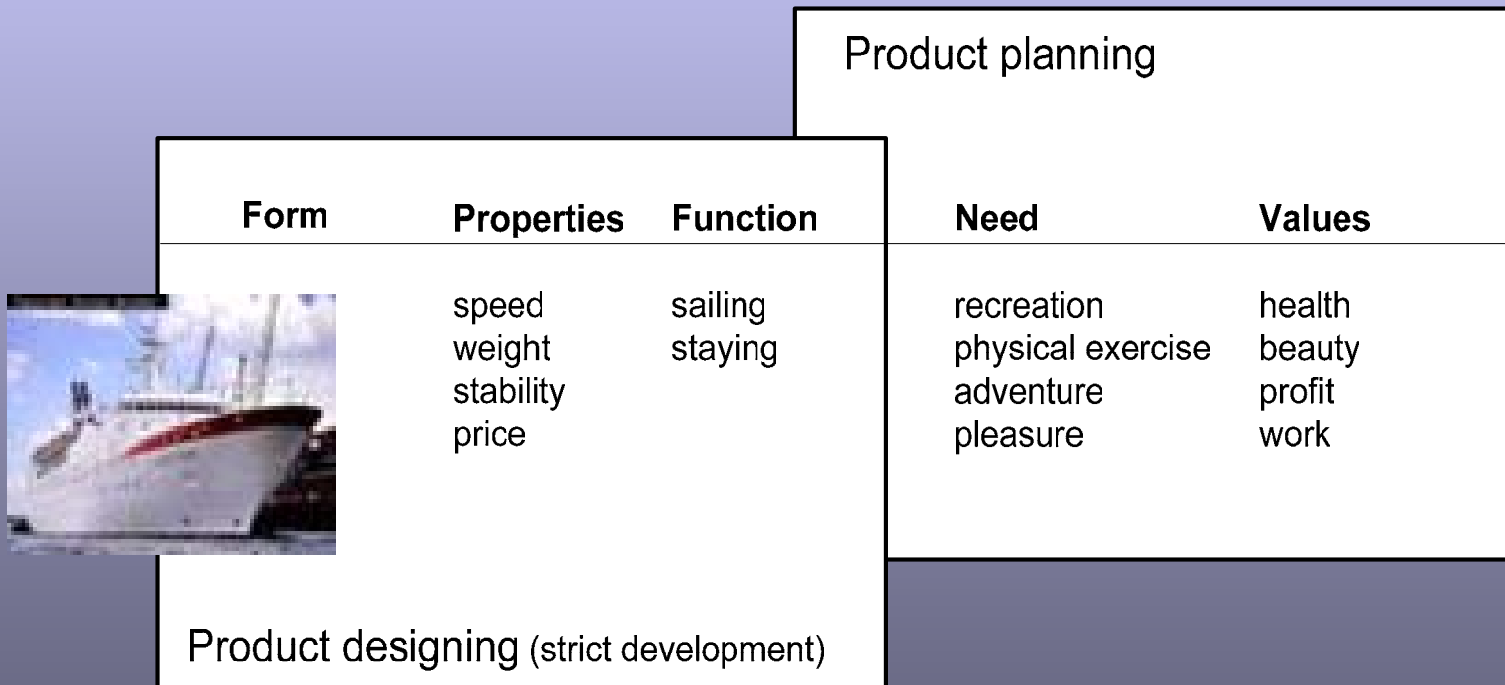 Product planning
Form Properties Function Need Values
speed sailing recreation health
weight staying physical exercise beauty
stability adventure profit
price pleasure work
Product designing (strict development)